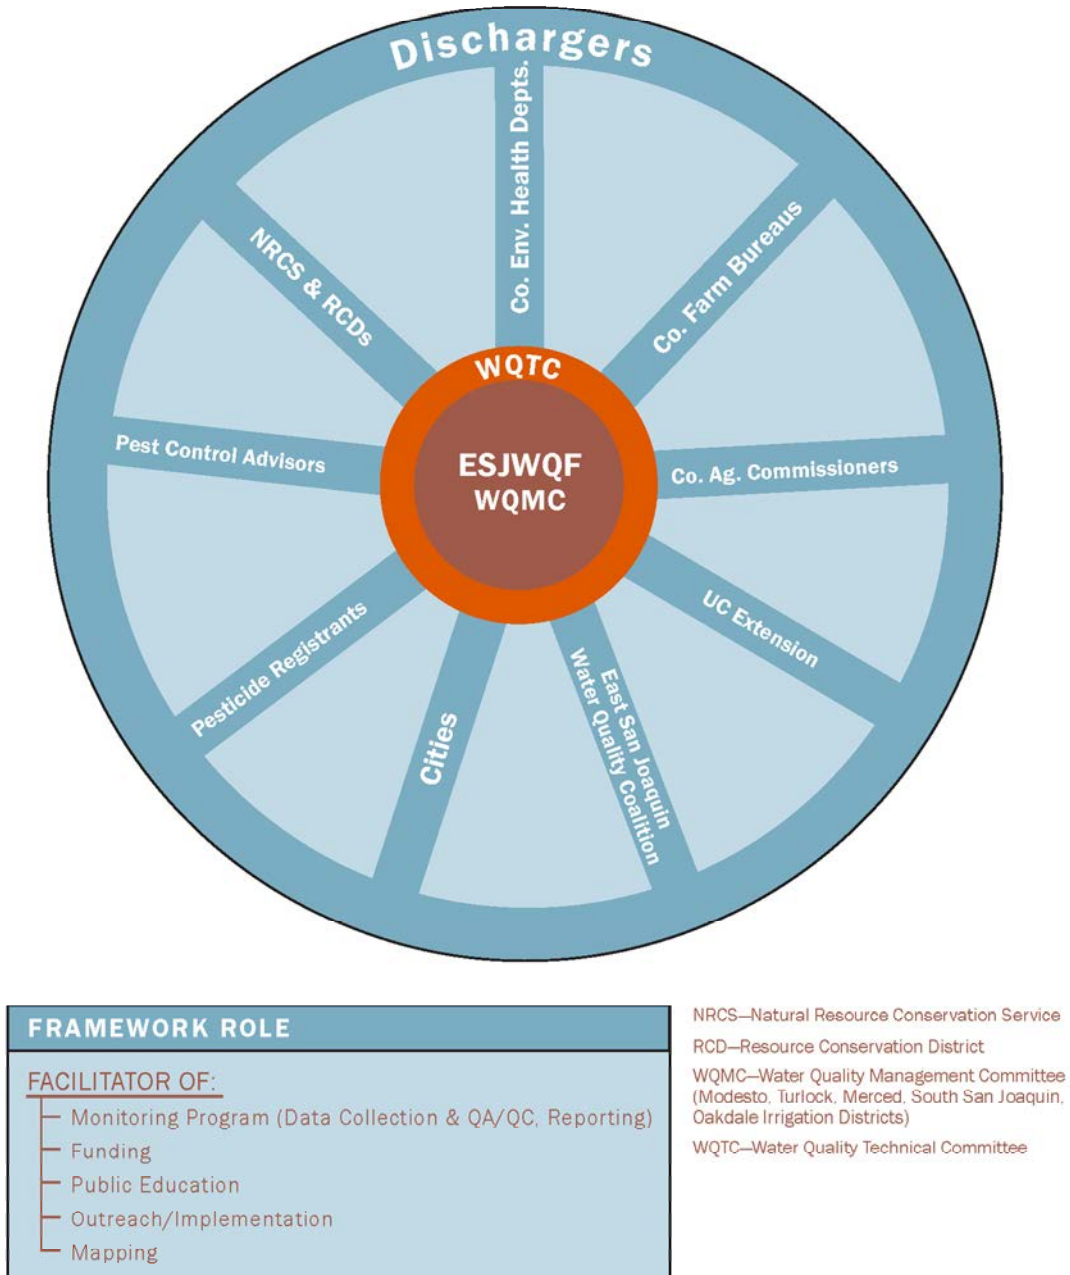 Dischargers
Co. Env. Health Depts.
Co. Farm Bureaus
NRCS & RCDs
WQTC
Pest Control Advisors
ESJWQF
WQMC
Co. Ag. Commissioners
UC Extension
Pesticide Registrants
Cities
East San Joaquin
Water Quality Coalition
FRAMEWORK ROLE
FACILITATOR OF:
Monitoring Program (Data Collection & QA/QC, Reporting)
Funding
Public Education
Outreach/Implementation
Mapping
NRCS—Natural Resource Conservation Service
RCD—Resource Conservation District
WQMC—Water Quality Management Committee
(Modesto, Turlock, Merced, South San Joaquin,
Oakdale Irrigation Districts)
WQTC—Water Quality Technical Committee